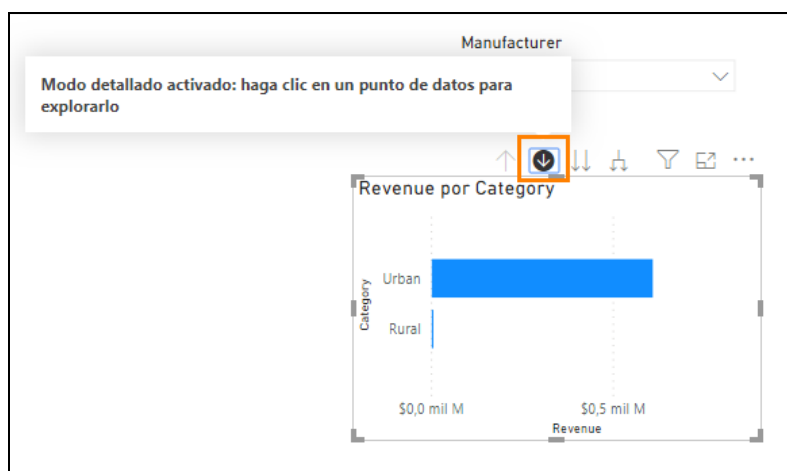 Manufacturer
Modo detallado activado: haga clic en un punto de datos para
explorarlo
Revenue por Category
Category
Urban
Rural
$0,0 mil M
$0,5 mil M
Revenue